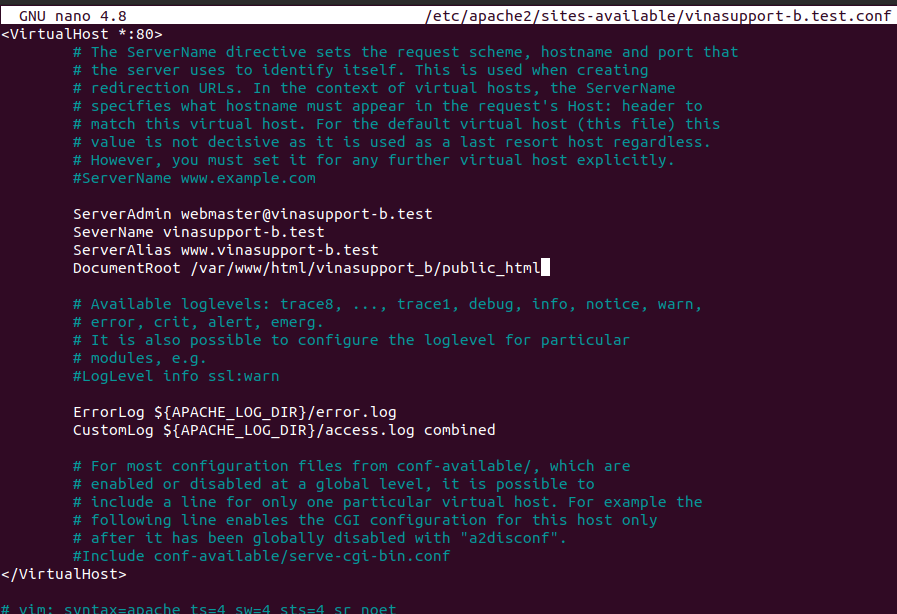 GNU nano 4.8 /etc/apache2/sites-available/vinasupport-b.test.conf
<VirtualHost *:80>
# The ServerName directive sets the request scheme, hostname and port that
# the server uses to identify itself. This is used when creating
# redirection URLs. In the context of virtual hosts, the ServerName
# specifies what hostname must appear in the request's Host: header to
# match this virtual host. For the default virtual host (this file) this
# value is not decisive as it is used as a last resort host regardless.
# However, you must set it for any further virtual host explicitly.
#ServerName www.example.com
ServerAdmin webmaster@vinasupport-b.test
SeverName vinasupport-b.test
ServerAlias www.vinasupport-b.test
DocumentRoot /var/www/html/vinasupport_b/public_html
# Available loglevels: trace8, ..., trace1, debug, info, notice, warn,
# error, crit, alert, emerg.
# It is also possible to configure the loglevel for particular
# modules, e.g.
#LogLevel info ssl:warn
ErrorLog ${APACHE_LOG_DIR}/error.log
CustomLog ${APACHE_LOG_DIR}/access.log combined
# For most configuration files from conf-available/, which are
# enabled or disabled at a global level, it is possible to
# include a line for only one particular virtual host. For example the
# following line enables the CGI configuration for this host only
# after it has been globally disabled with "a2disconf".
#Include conf-available/serve-cgi-bin.conf
</VirtualHost>
# vim: syntax=apache ts=4 sw=4 sts=4 sr noet